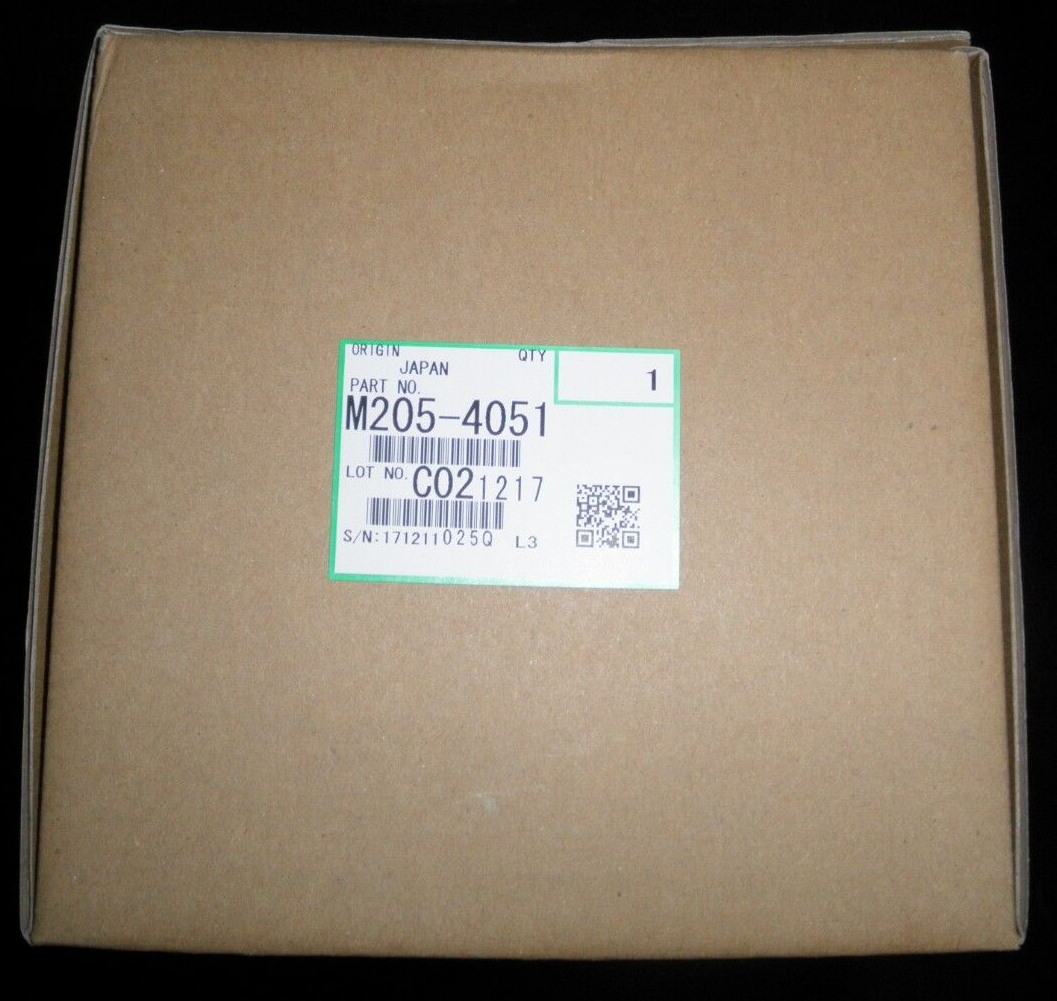 ORIGIN QTY
JAPAN 1
PART NO.
M205-4051
LOT NO. C021217
S/N:171211025Q L3